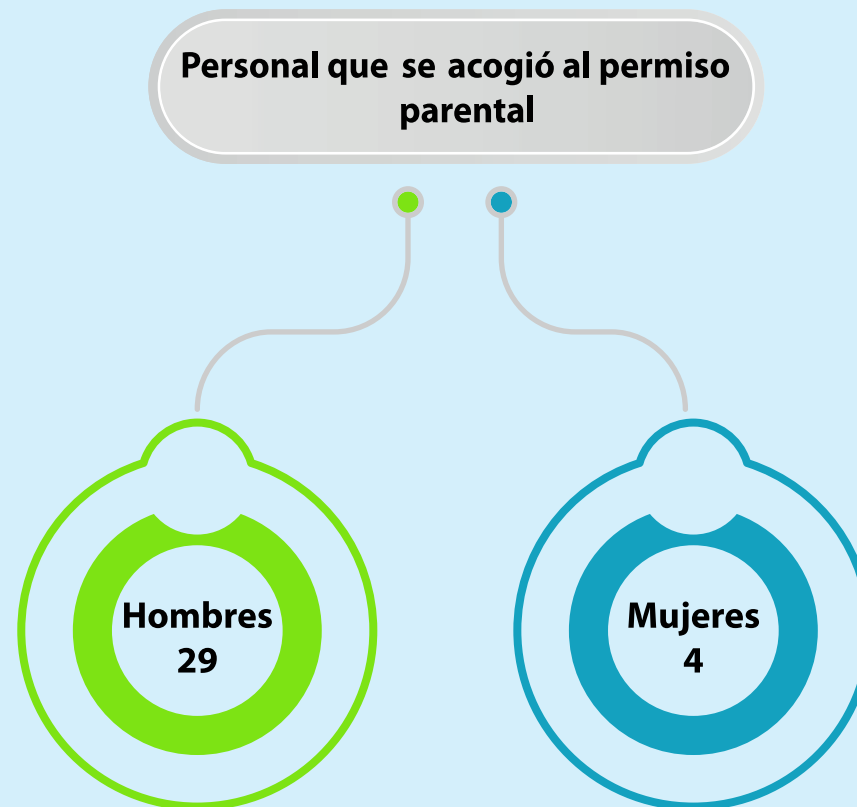 Personal que se acogió al permiso
parental
Hombres
29
Mujeres
4